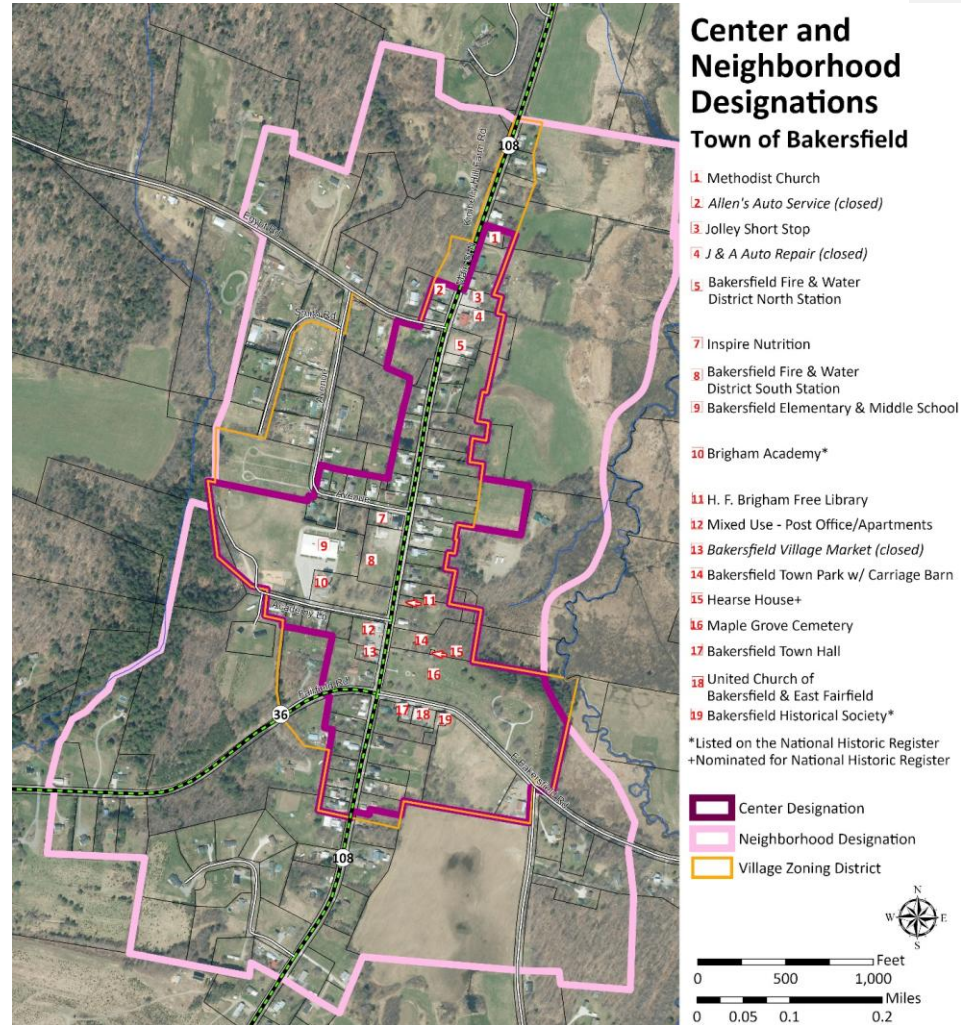 Center and
Neighborhood
Designations
Town of Bakersfield
1 Methodist Church
2 Allen's Auto Service (closed)
3 Jolley Short Stop
4 J & A Auto Repair (closed)
5 Bakersfield Fire & Water
District North Station
7 Inspire Nutrition
8 Bakersfield Fire & Water
District South Station
9 Bakersfield Elementary & Middle School
10 Brigham Academy*
11 H. F. Brigham Free Library
12 Mixed Use - Post Office/Apartments
13 Bakersfield Village Market (closed)
14 Bakersfield Town Park w/ Carriage Barn
15 Hearse House+
16 Maple Grove Cemetery
17 Bakersfield Town Hall
18 United Church of
Bakersfield & East Fairfield
19 Bakersfield Historical Society*
*Listed on the National Historic Register
+Nominated for National Historic Register
Center Designation
Neighborhood Designation
Village Zoning District
N
W E
S
Feet
0 500 1,000
Miles
0 0.05 0.1 0.2
108
1
2
3
4
5
7
9
8
10
11
12
14
13
15
16
36
17
18
19
108